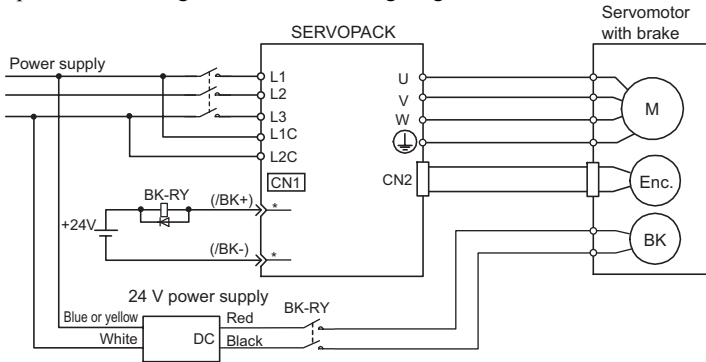 Servomotor
with brake
SERVOPACK
Power supply
L1
L2
L3
L1C
L2C
U
V
W
M
CN1
CN2
Enc.
BK-RY
(/BK+)
*
+24V
(/BK-)
*
BK
24 V power supply
BK-RY
Blue or yellow
Red
White
DC
Black